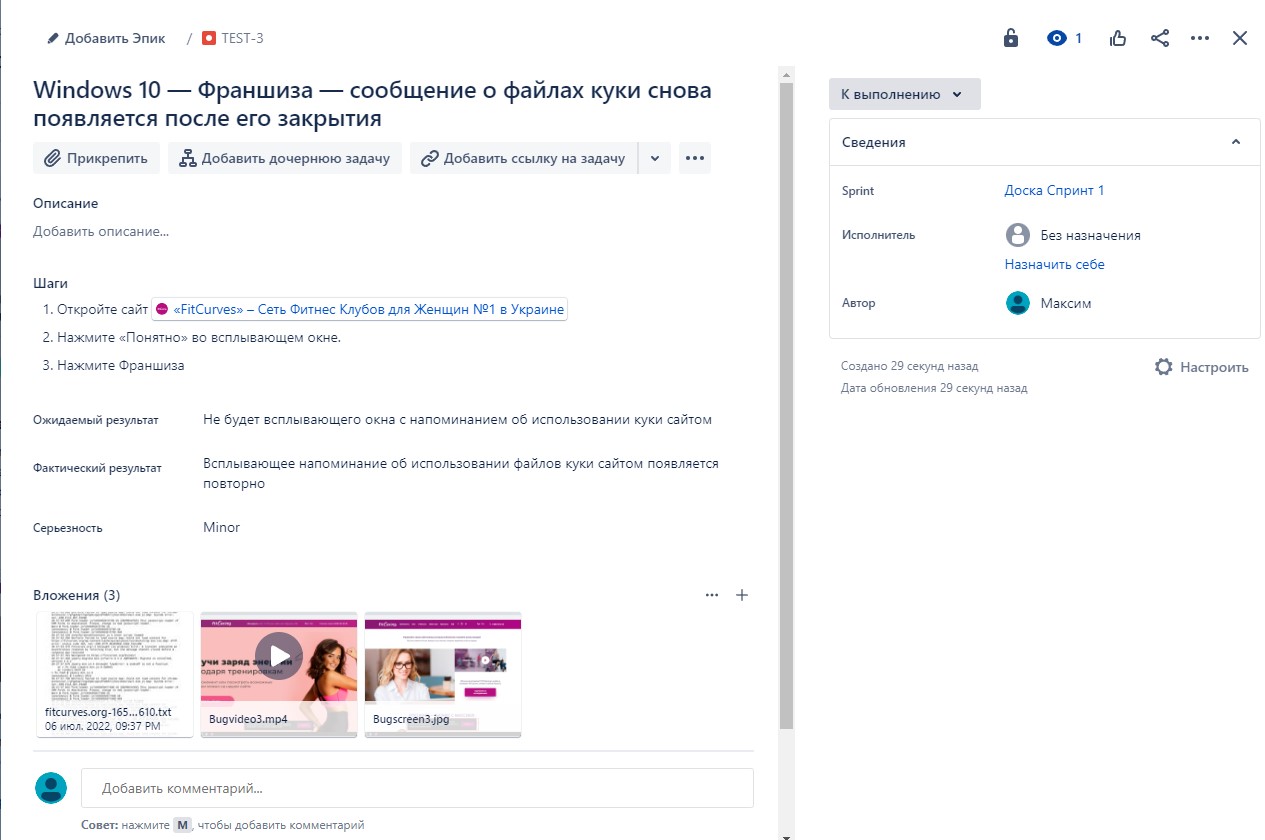 Добавить Эпик / TEST-3
1
Windows 10 — Франшиза — сообщение о файлах куки снова
появляется после его закрытия
Прикрепить Добавить дочернюю задачу Добавить ссылку на задачу
Описание
Добавить описание...
Шаги
1. Откройте сайт «FitCurves» – Сеть Фитнес Клубов для Женщин №1 в Украине
2. Нажмите «Понятно» во всплывающем окне.
3. Нажмите Франшиза
Ожидаемый результат Не будет всплывающего окна с напоминанием об использовании куки сайтом
Фактический результат Всплывающее напоминание об использовании файлов куки сайтом появляется
повторно
Серьезность Minor
Вложения (3)
fitcurves.org-165...610.txt
06 июл. 2022, 09:37 PM
Bugvideo3.mp4
Bugscreen3.jpg
Добавить комментарий...
Совет: нажмите M, чтобы добавить комментарий
К выполнению
Сведения
Sprint Доска Спринт 1
Исполнитель Без назначения
Назначить себе
Автор Максим
Создано 29 секунд назад
Настроить
Дата обновления 29 секунд назад